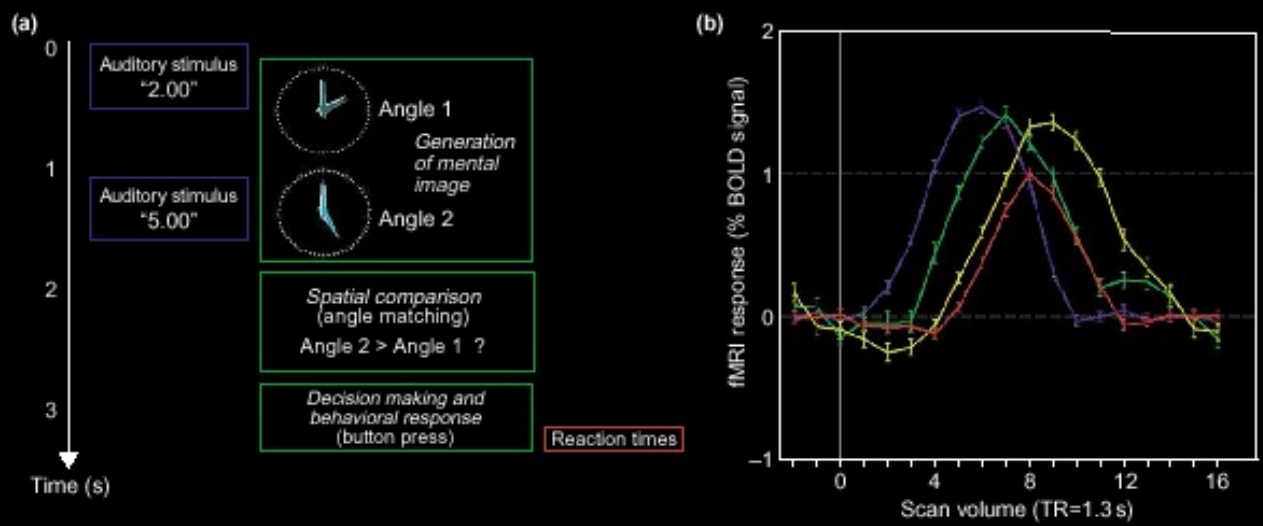 (a)
0
Auditory stimulus
“2.00”
Angle 1
Generation
of mental
image
1
Auditory stimulus
“5.00”
Angle 2
2
Spatial comparison
(angle matching)
Angle 2 > Angle 1 ?
3
Decision making and
behavioral response
(button press)
Reaction times
Time (s)
(b)
fMRI response (% BOLD signal)
2
1
0
–1
0 4 8 12 16
Scan volume (TR=1.3 s)